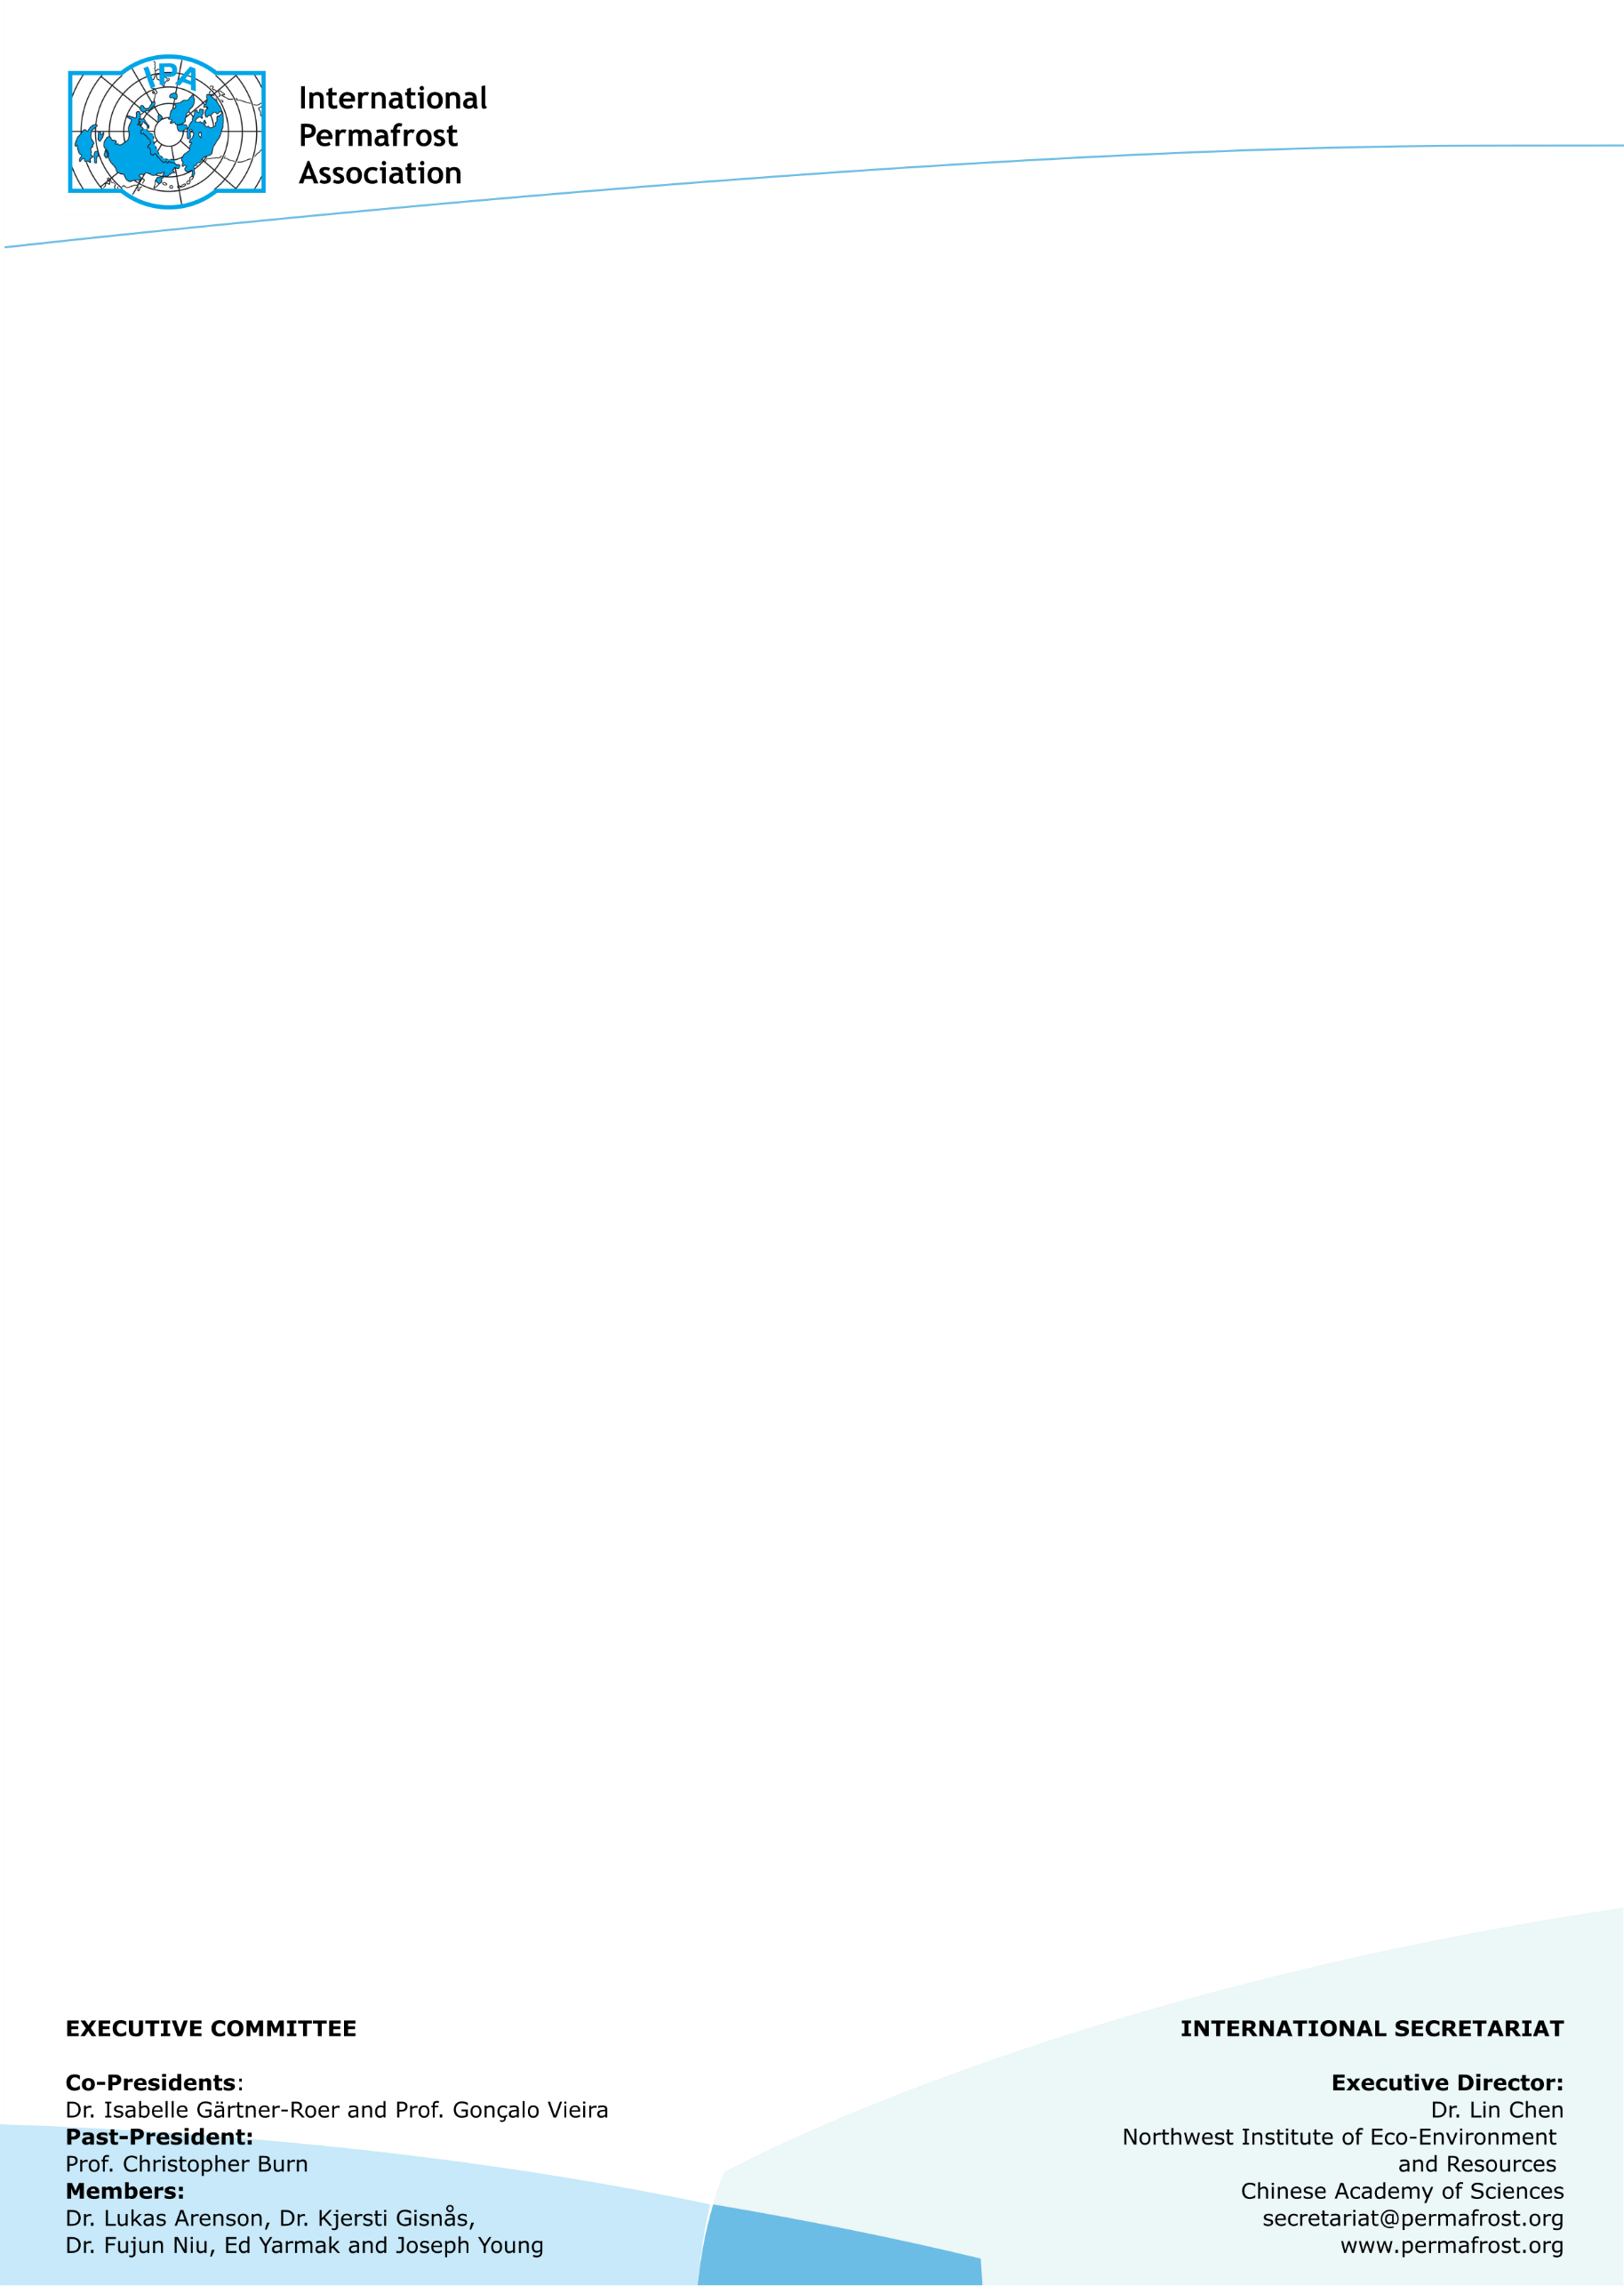 IPA
International
Permafrost
Association
EXECUTIVE COMMITTEE
Co-Presidents:
Dr. Isabelle Gärtner-Roer and Prof. Gonçalo Vieira
Past-President:
Prof. Christopher Burn
Members:
Dr. Lukas Arenson, Dr. Kjersti Gisnås,
Dr. Fujun Niu, Ed Yarmak and Joseph Young
INTERNATIONAL SECRETARIAT
Executive Director:
Dr. Lin Chen
Northwest Institute of Eco-Environment
and Resources
Chinese Academy of Sciences
secretariat@permafrost.org
www.permafrost.org